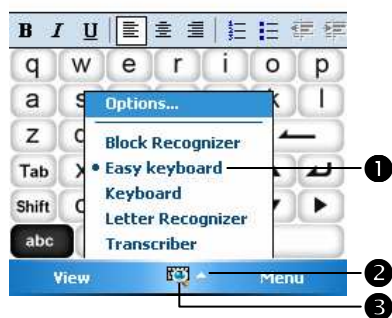 B I U
q w e r i o p
a s Options... k l
z Block Recognizer
Tab Easy keyboard 1
Keyboard
Shift Letter Recognizer
abc Transcriber
View Menu 2
3